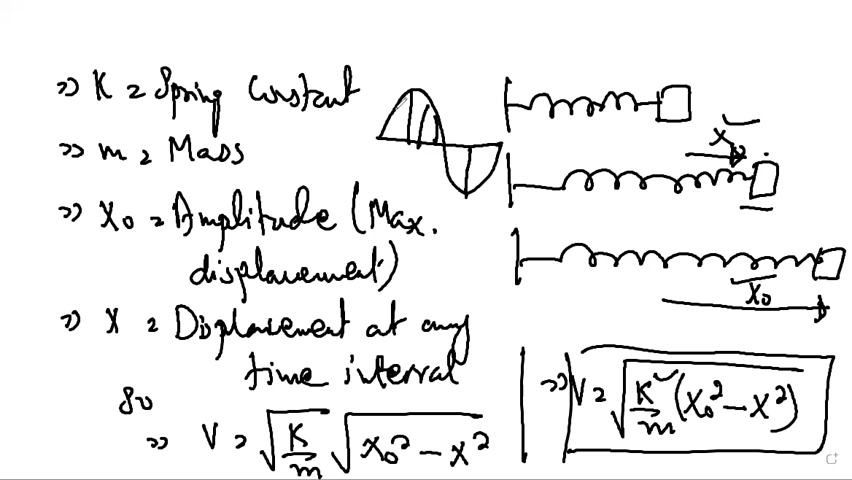 => K = Spring Constant
=> m = Mass
=> X₀ = Amplitude (Max.
displacement)
=> X = Displacement at any
time interval
So
=> V = √(K/m) √(X₀² – X²)
X
X₀
=> V = √(K/m (X₀² – X²))